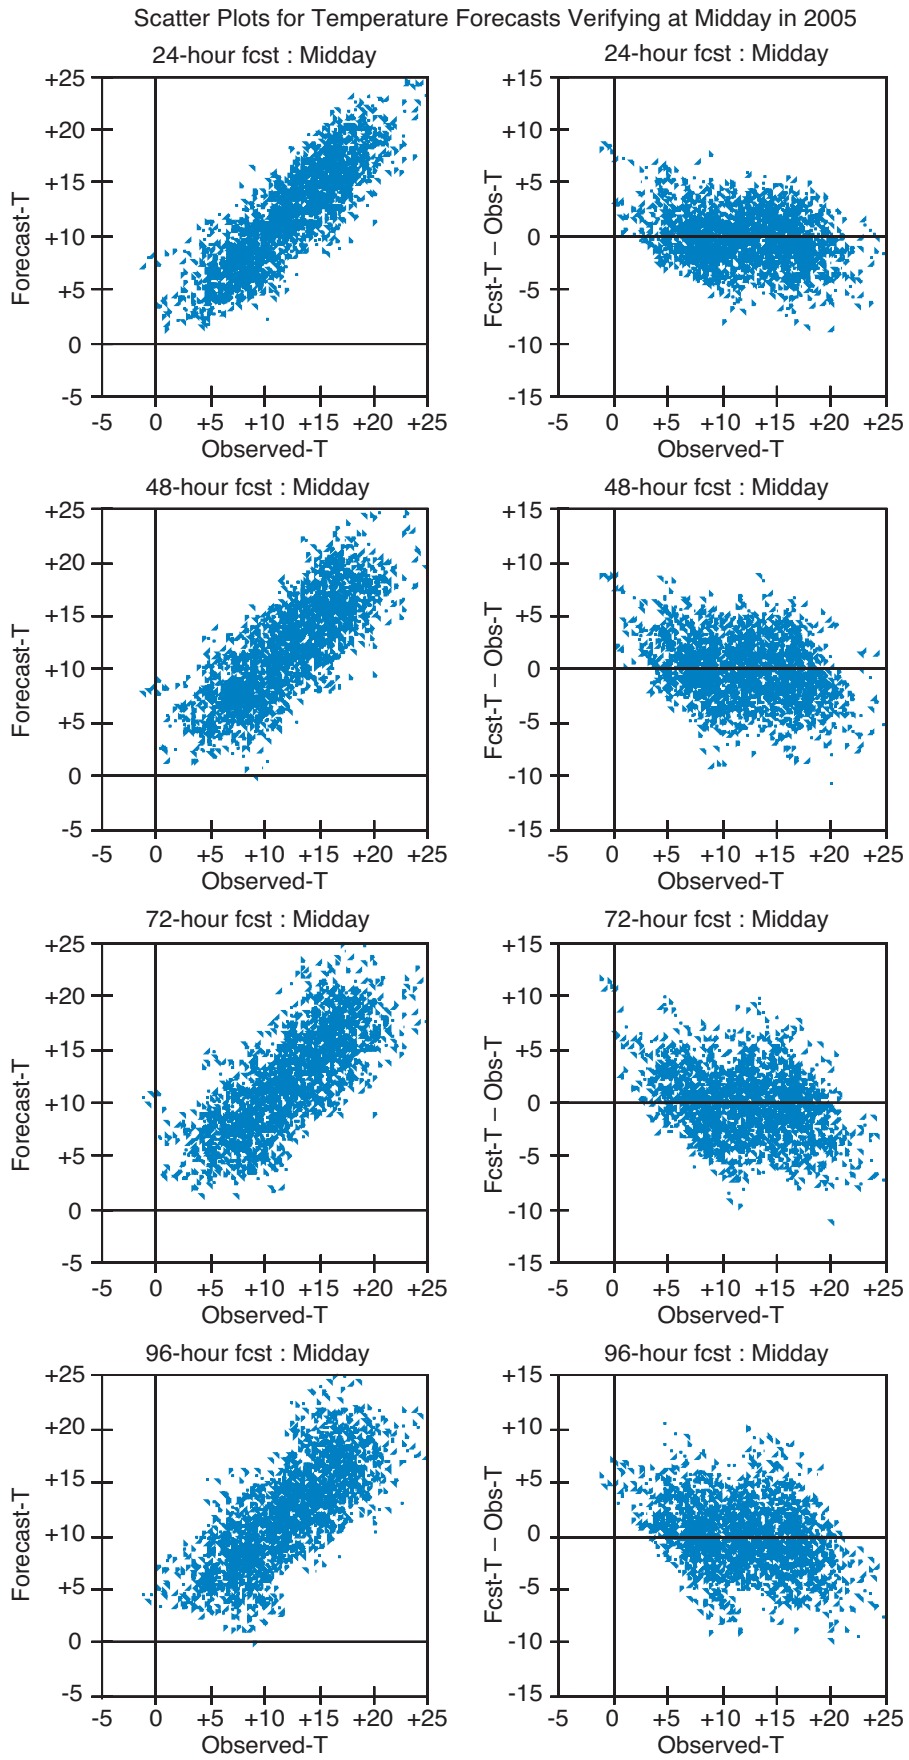 Scatter Plots for Temperature Forecasts Verifying at Midday in 2005
24-hour fcst : Midday
+25
+20
+15
+10
+5
0
-5
Forecast-T
-5 0 +5 +10 +15 +20 +25
Observed-T
24-hour fcst : Midday
+15
+10
+5
0
-5
-10
-15
Fcst-T – Obs-T
0 +5 +10 +15 +20 +25
Observed-T
48-hour fcst : Midday
+25
+20
+15
+10
+5
0
-5
Forecast-T
-5 0 +5 +10 +15 +20 +25
Observed-T
48-hour fcst : Midday
+15
+10
+5
0
-5
-10
-15
Fcst-T – Obs-T
0 +5 +10 +15 +20 +25
Observed-T
72-hour fcst : Midday
+25
+20
+15
+10
+5
0
-5
Forecast-T
-5 0 +5 +10 +15 +20 +25
Observed-T
72-hour fcst : Midday
+15
+10
+5
0
-5
-10
-15
Fcst-T – Obs-T
0 +5 +10 +15 +20 +25
Observed-T
96-hour fcst : Midday
+25
+20
+15
+10
+5
0
-5
Forecast-T
-5 0 +5 +10 +15 +20 +25
Observed-T
96-hour fcst : Midday
+15
+10
+5
0
-5
-10
-15
Fcst-T – Obs-T
0 +5 +10 +15 +20 +25
Observed-T